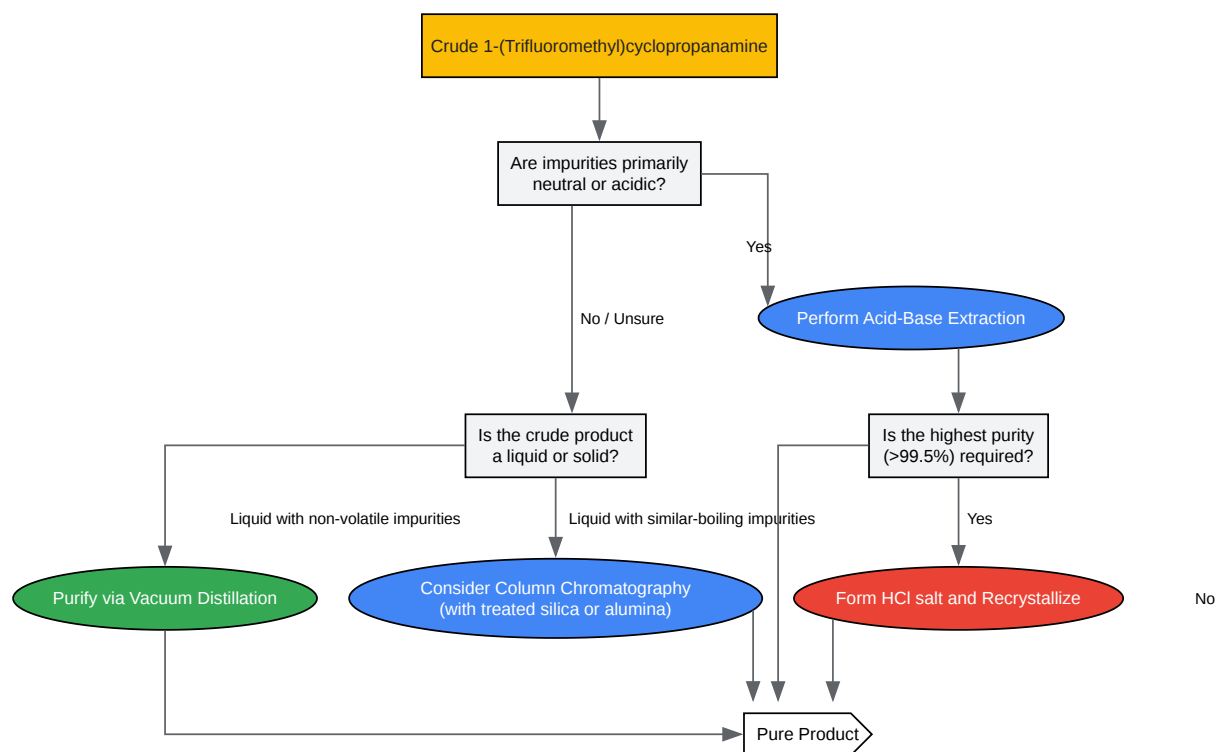 Crude 1-(Trifluoromethyl)cyclopropanamine
Are impurities primarily
neutral or acidic?
Yes
No / Unsure
Perform Acid-Base Extraction
Is the crude product
a liquid or solid?
Is the highest purity
(>99.5%) required?
Liquid with non-volatile impurities
Liquid with similar-boiling impurities
Yes
Purify via Vacuum Distillation
Consider Column Chromatography
(with treated silica or alumina)
Form HCl salt and Recrystallize
No
Pure Product